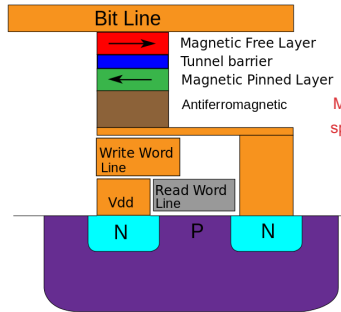 Bit Line
Magnetic Free Layer
Tunnel barrier
Magnetic Pinned Layer
Antiferromagnetic
Write Word
Line
Read Word
Line
Vdd
N
P
N